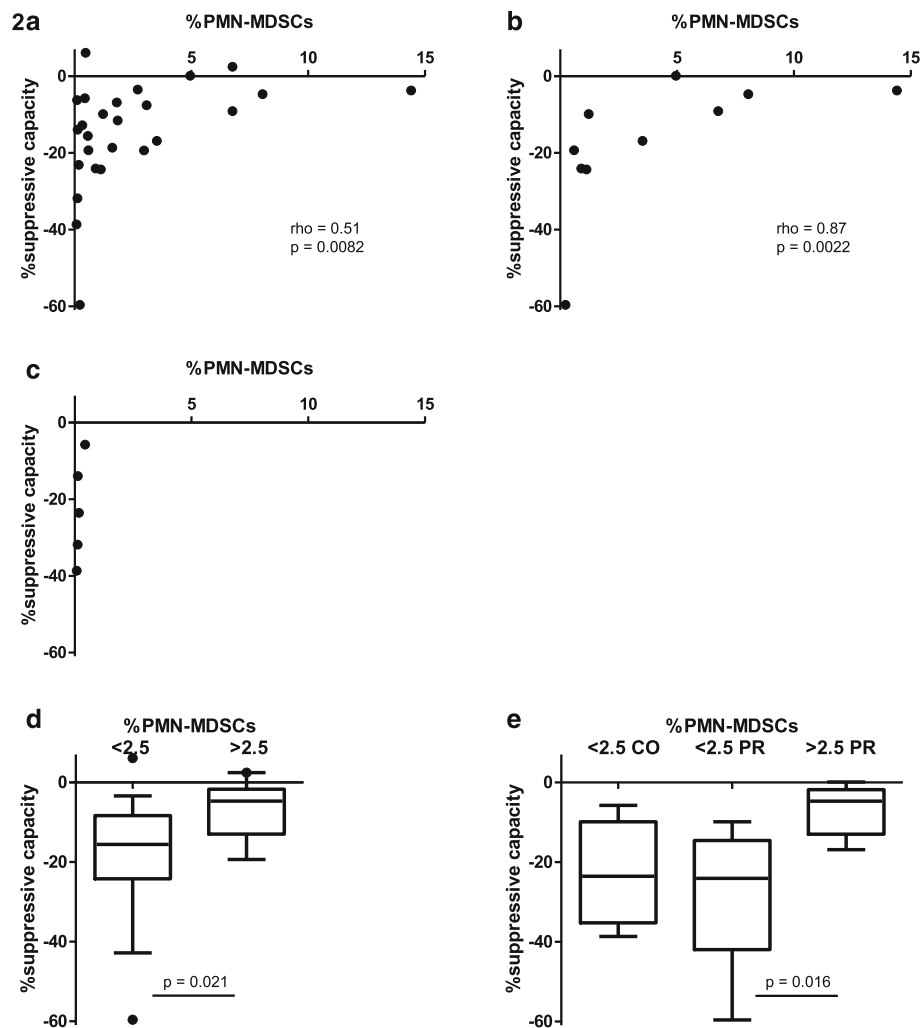 2a
%PMN-MDSCs
5 10 15
0
-20
-40
-60
%suppressive capacity
rho = 0.51
p = 0.0082
b
%PMN-MDSCs
5 10 15
0
-20
-40
-60
%suppressive capacity
rho = 0.87
p = 0.0022
c
%PMN-MDSCs
5 10 15
0
-20
-40
-60
%suppressive capacity
d
%PMN-MDSCs
<2.5 >2.5
0
-20
-40
-60
%suppressive capacity
p = 0.021
e
%PMN-MDSCs
<2.5 CO <2.5 PR >2.5 PR
0
-20
-40
-60
%suppressive capacity
p = 0.016